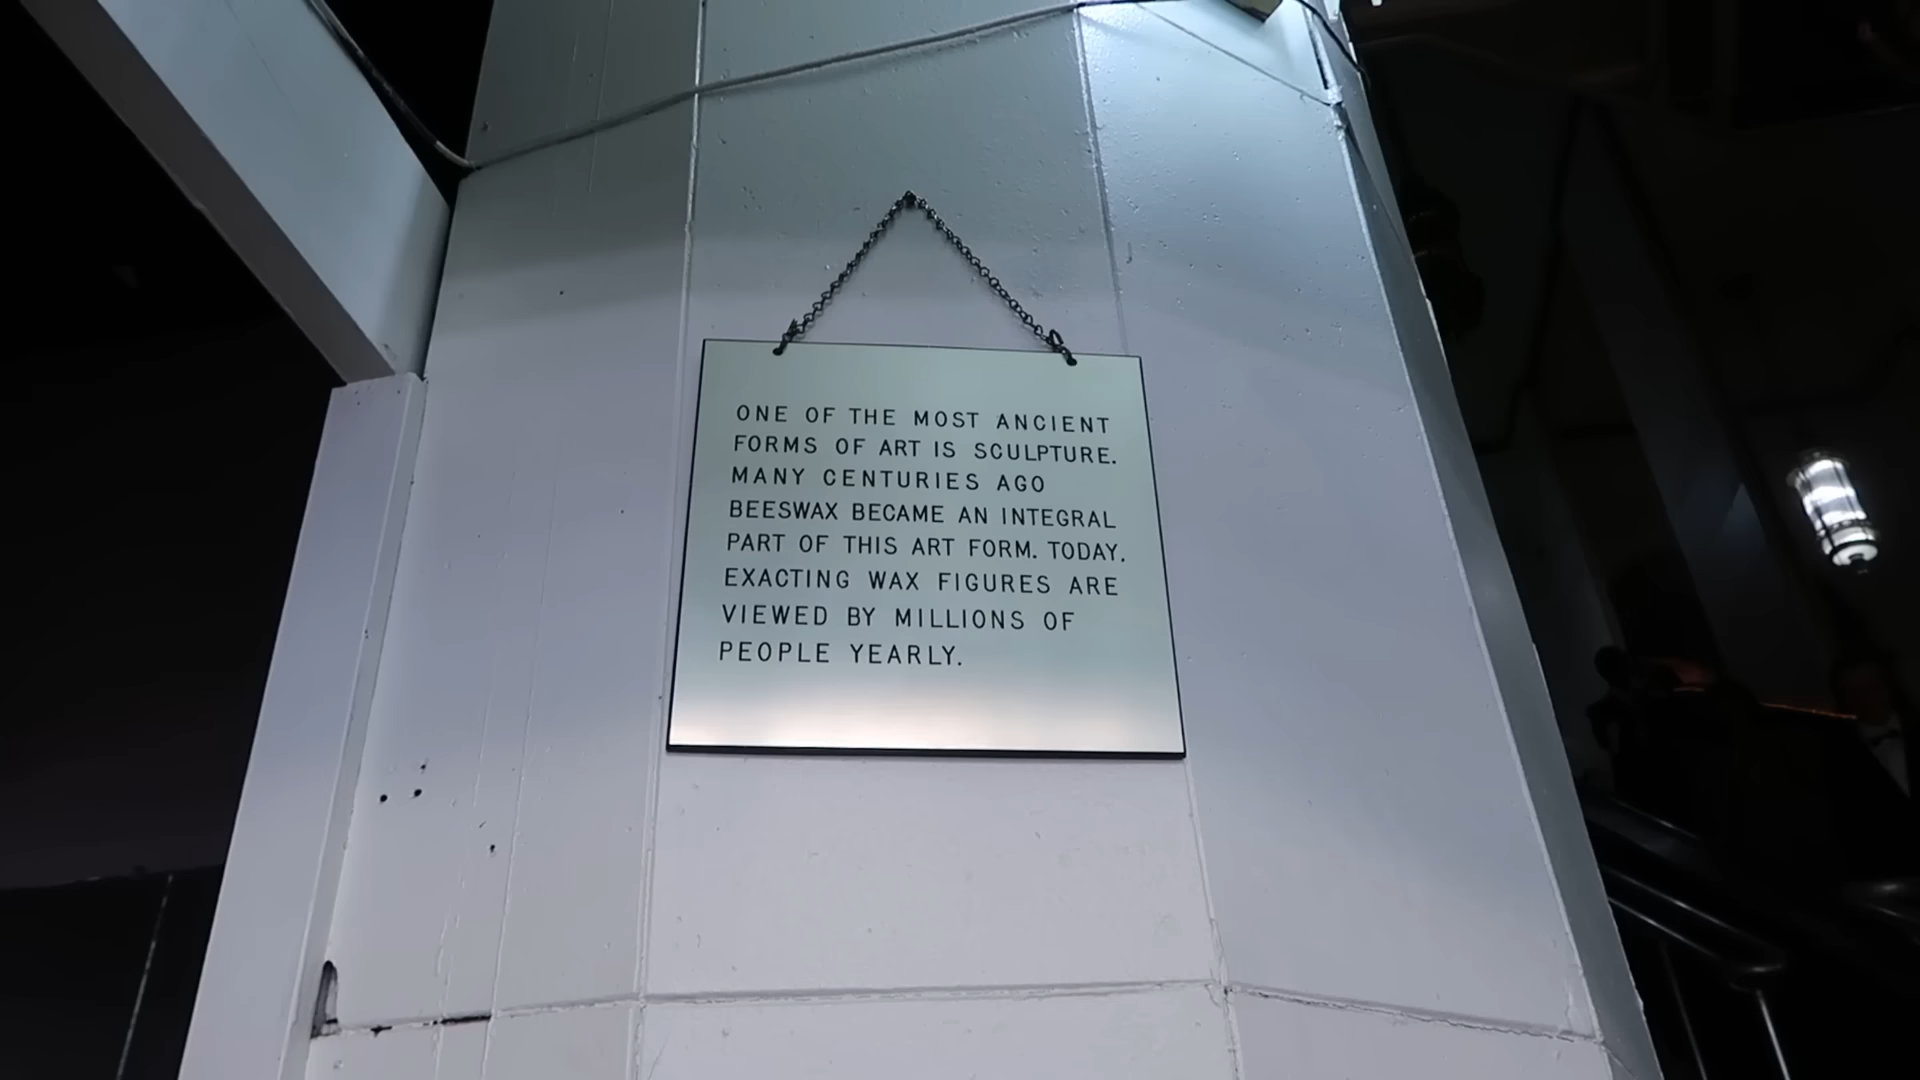 ONE OF THE MOST ANCIENT
FORMS OF ART IS SCULPTURE.
MANY CENTURIES AGO
BEESWAX BECAME AN INTEGRAL
PART OF THIS ART FORM. TODAY.
EXACTING WAX FIGURES ARE
VIEWED BY MILLIONS OF
PEOPLE YEARLY.